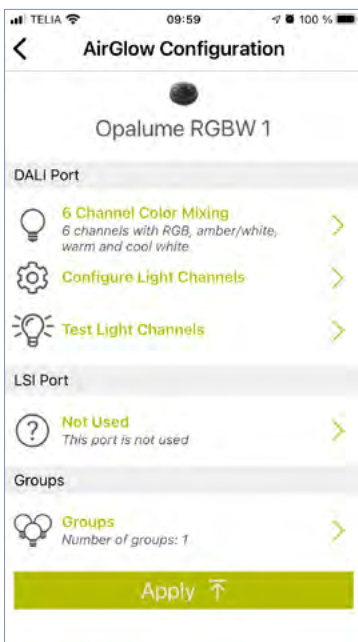 TELIA 09:59 100 %
AirGlow Configuration
Opalume RGBW 1
DALI Port
6 Channel Color Mixing
6 channels with RGB, amber/white,
warm and cool white
Configure Light Channels
Test Light Channels
LSI Port
Not Used
This port is not used
Groups
Groups
Number of groups: 1
Apply